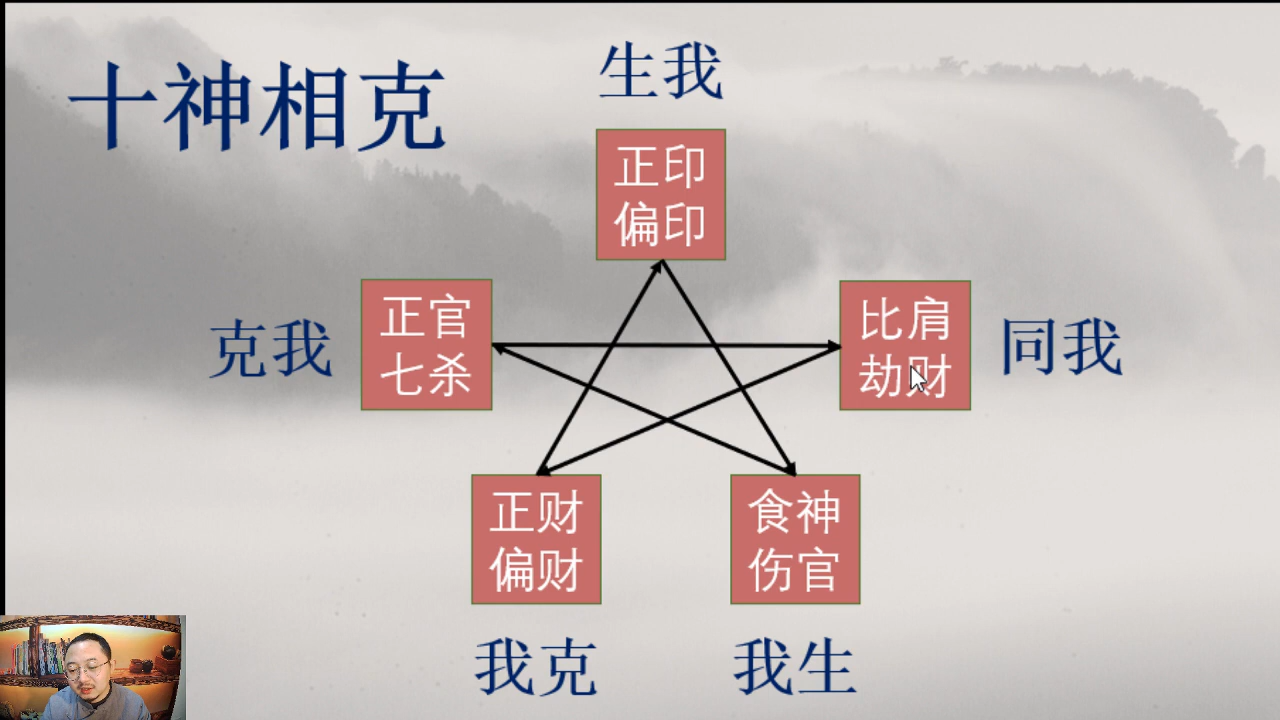 十神相克
生我
正印
偏印
克我
正官
七杀
比肩
劫财
同我
正财
偏财
食神
伤官
我克
我生